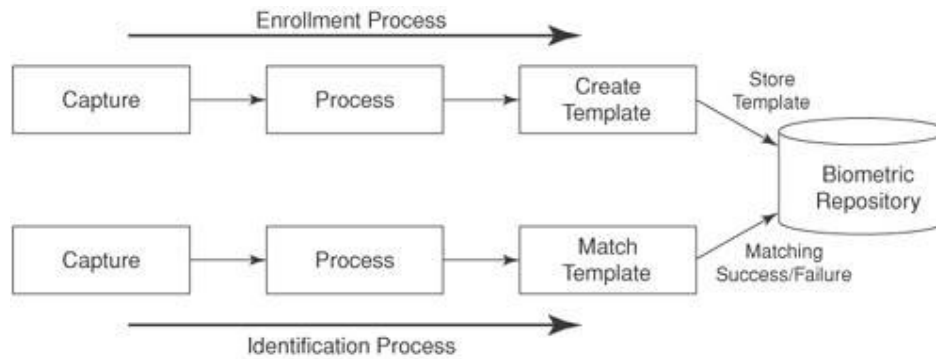 Enrollment Process
Capture
Process
Create
Template
Store
Template
Biometric
Repository
Capture
Process
Match
Template
Matching
Success/Failure
Identification Process